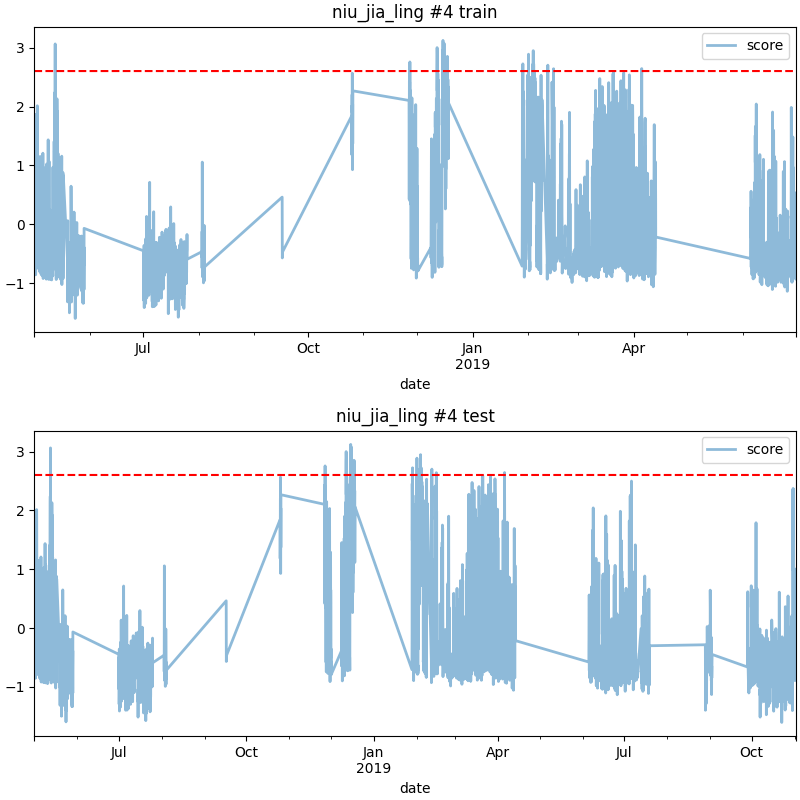 niu_jia_ling #4 train
score
3
2
1
0
−1
Jul
Oct
Jan
2019
Apr
date
niu_jia_ling #4 test
score
3
2
1
0
−1
Jul
Oct
Jan
2019
Apr
Jul
Oct
date